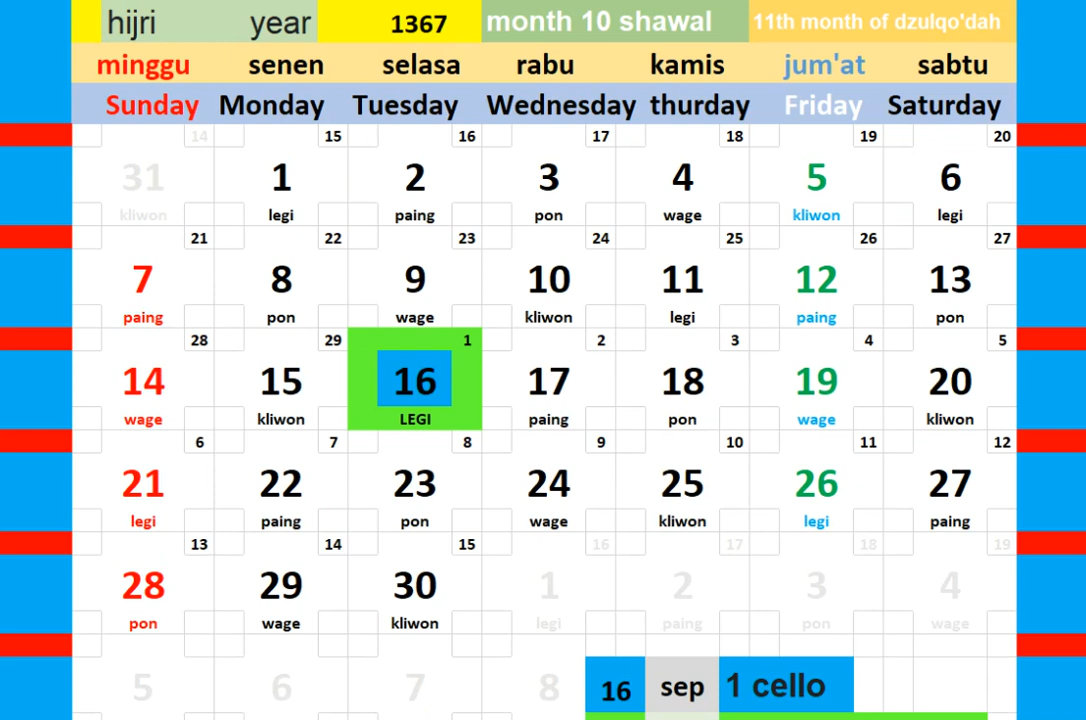 hijri year 1367 month 10 shawal 11th month of dzulqo'dah
minggu senen selasa rabu kamis jum'at sabtu
Sunday Monday Tuesday Wednesday thurday Friday Saturday
14 15 16 17 18 19 20
31 1 2 3 4 5 6
kliwon legi paing pon wage kliwon legi
21 22 23 24 25 26 27
7 8 9 10 11 12 13
paing pon wage kliwon legi paing pon
28 29 1 2 3 4 5
14 15 16 17 18 19 20
wage kliwon LEGI paing pon wage kliwon
6 7 8 9 10 11 12
21 22 23 24 25 26 27
legi paing pon wage kliwon legi paing
13 14 15 16 17 18 19
28 29 30 1 2 3 4
pon wage kliwon legi paing pon wage
5 6 7 8 16 sep 1 cello